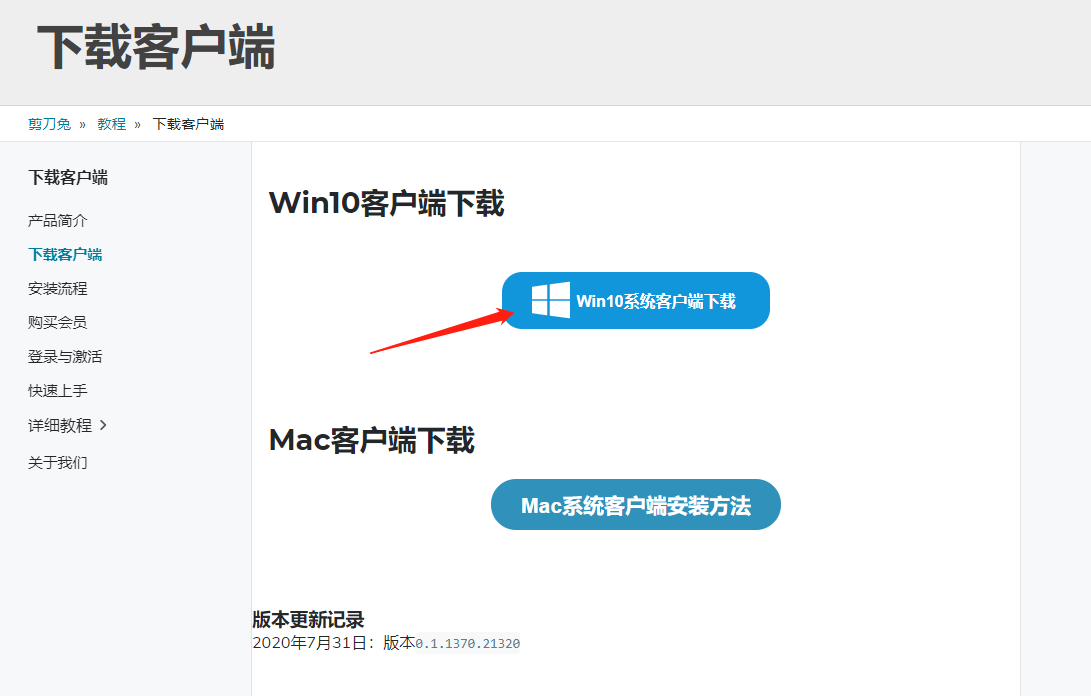 下载客户端
剪刀兔 » 教程 » 下载客户端
下载客户端
产品简介
下载客户端
安装流程
购买会员
登录与激活
快速上手
详细教程
关于我们
Win10客户端下载
Win10系统客户端下载
Mac客户端下载
Mac系统客户端安装方法
版本更新记录
2020年7月31日：版本0.1.1370.21320